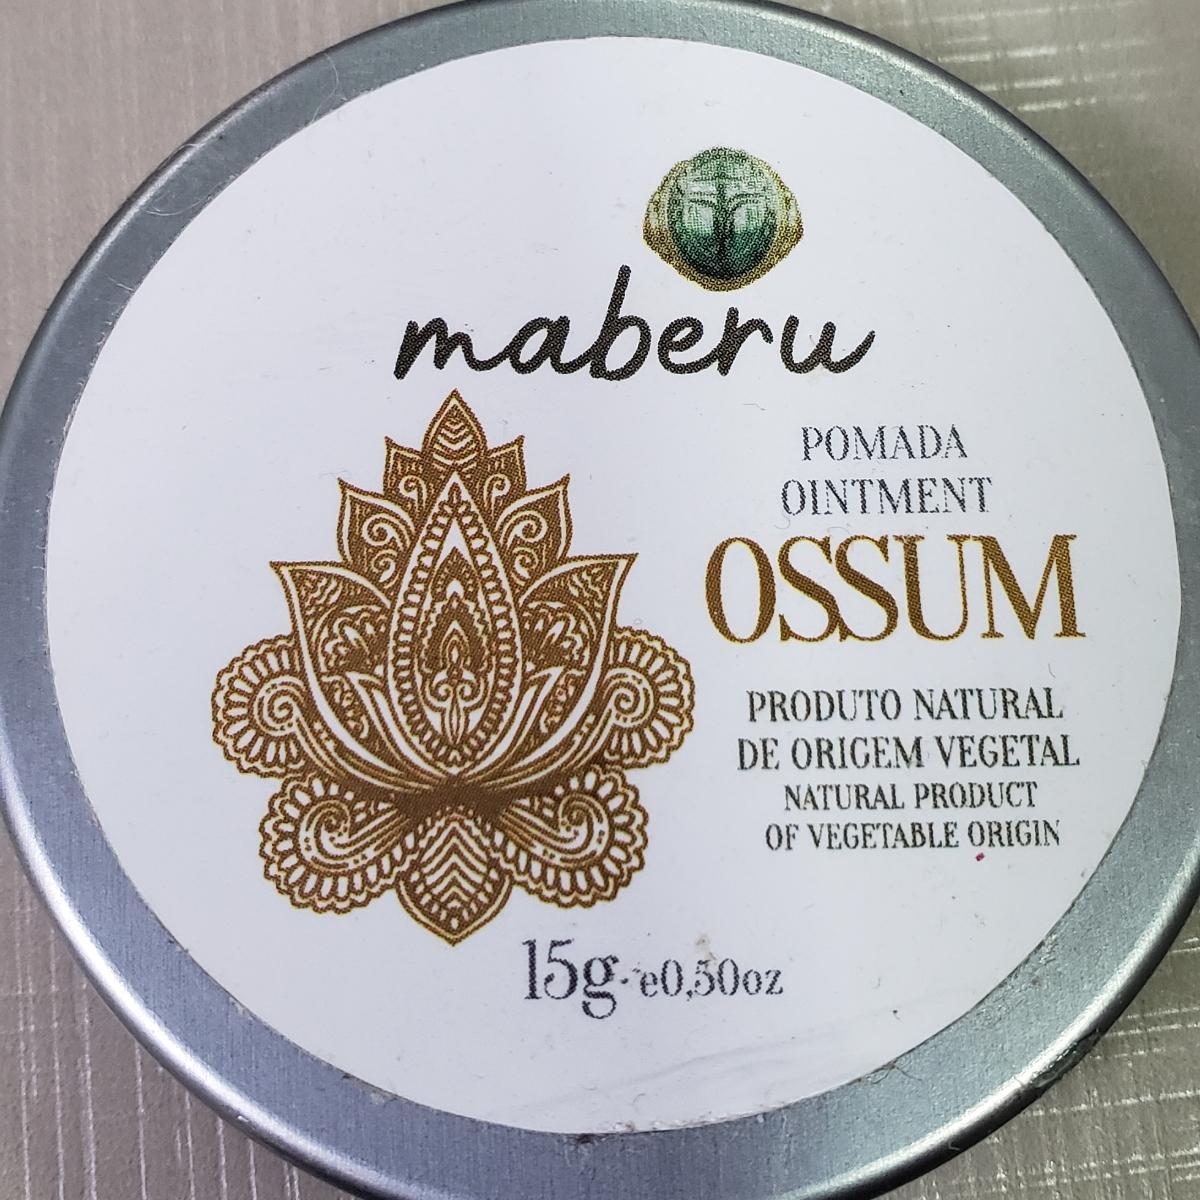 maberu
POMADA
OINTMENT
OSSUM
PRODUTO NATURAL
DE ORIGEM VEGETAL
NATURAL PRODUCT
OF VEGETABLE ORIGIN
15g · e0,50oz